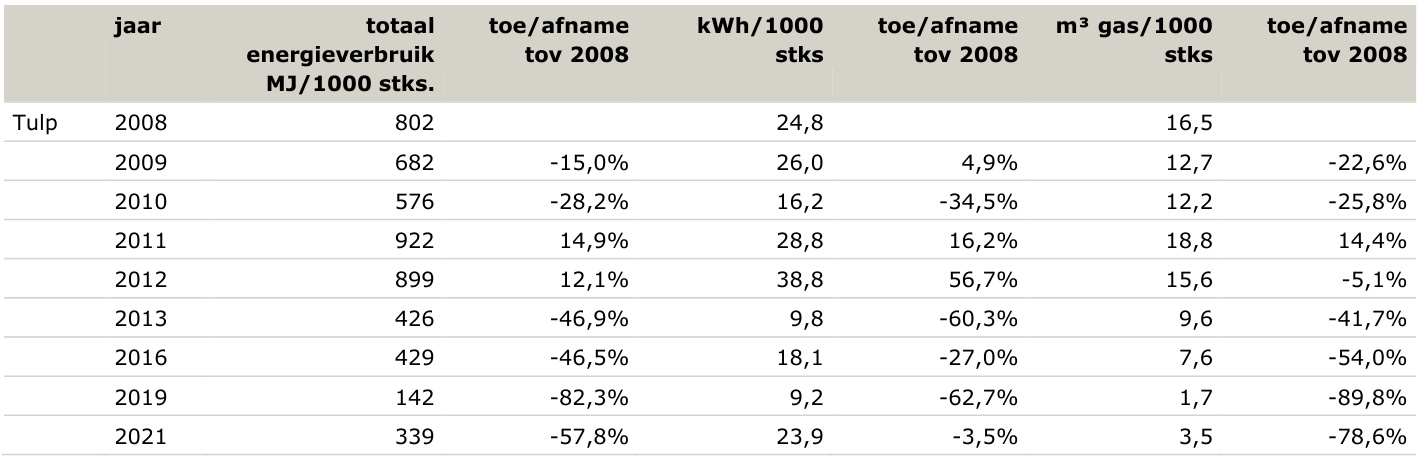 jaar totaal energieverbruik MJ/1000 stks. toe/afname tov 2008 kWh/1000 stks toe/afname tov 2008 m³ gas/1000 stks toe/afname tov 2008
Tulp 2008 802 24,8 16,5
2009 682 -15,0% 26,0 4,9% 12,7 -22,6%
2010 576 -28,2% 16,2 -34,5% 12,2 -25,8%
2011 922 14,9% 28,8 16,2% 18,8 14,4%
2012 899 12,1% 38,8 56,7% 15,6 -5,1%
2013 426 -46,9% 9,8 -60,3% 9,6 -41,7%
2016 429 -46,5% 18,1 -27,0% 7,6 -54,0%
2019 142 -82,3% 9,2 -62,7% 1,7 -89,8%
2021 339 -57,8% 23,9 -3,5% 3,5 -78,6%